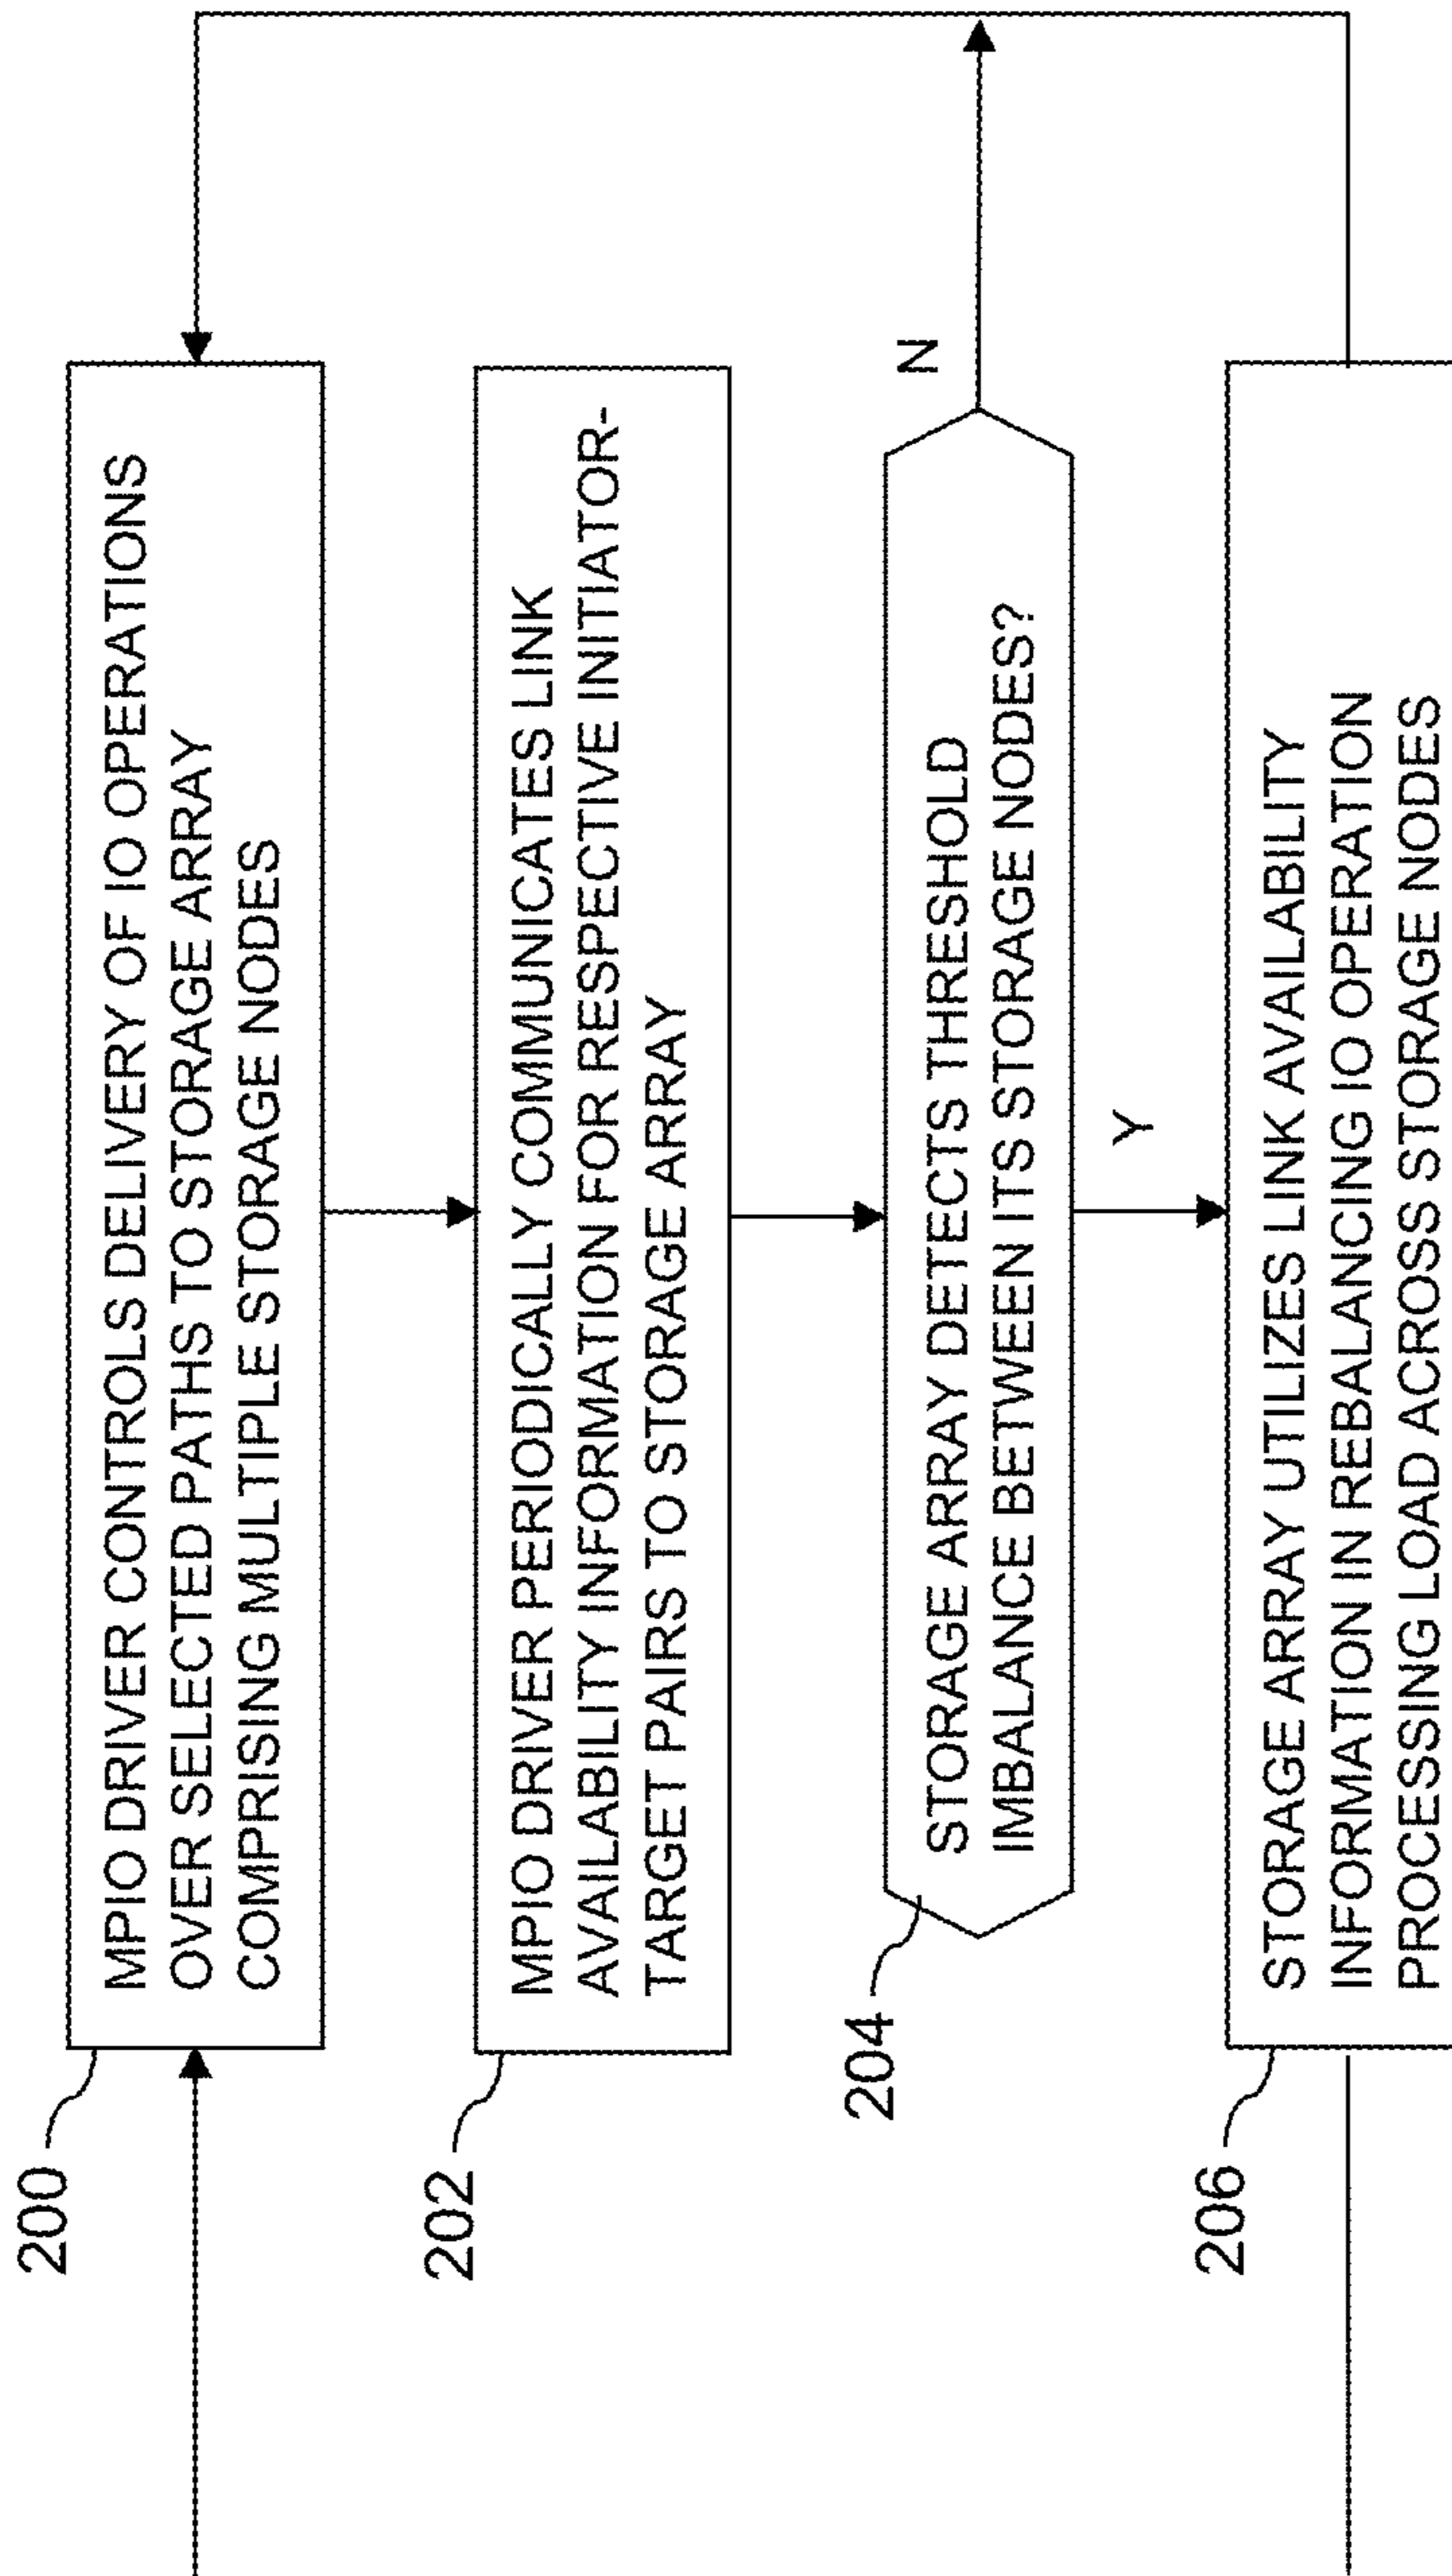 200
MPIO DRIVER CONTROLS DELIVERY OF IO OPERATIONS
OVER SELECTED PATHS TO STORAGE ARRAY
COMPRISING MULTIPLE STORAGE NODES
202
MPIO DRIVER PERIODICALLY COMMUNICATES LINK
AVAILABILITY INFORMATION FOR RESPECTIVE INITIATOR-
TARGET PAIRS TO STORAGE ARRAY
204
STORAGE ARRAY DETECTS THRESHOLD
IMBALANCE BETWEEN ITS STORAGE NODES?
N
Y
206
STORAGE ARRAY UTILIZES LINK AVAILABILITY
INFORMATION IN REBALANCING IO OPERATION
PROCESSING LOAD ACROSS STORAGE NODES